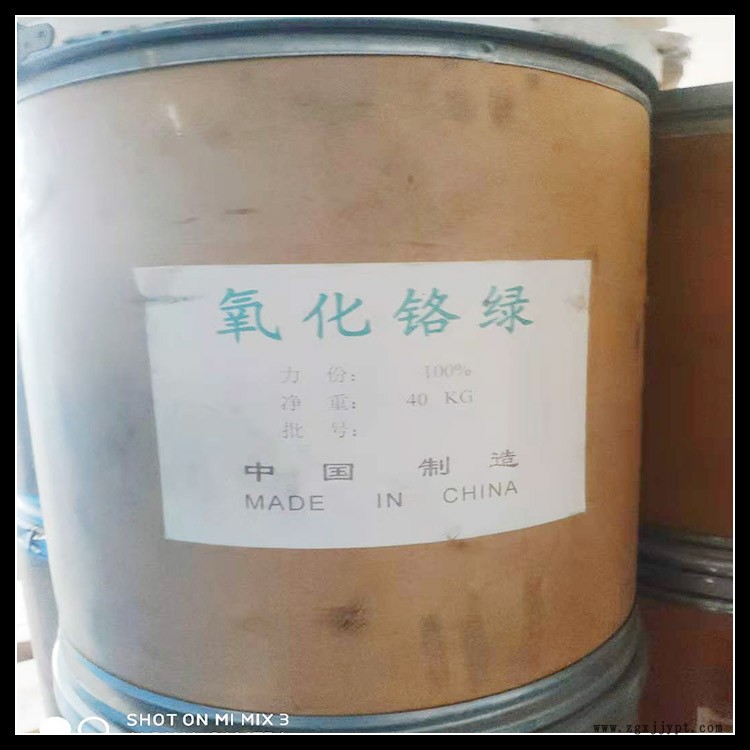 氧化铬绿
力 份： 100%
净 重： 40 KG
批 号：
中 国 制 造
MADE IN CHINA
SHOT ON MI MIX 3
www.zgxjjypt.com